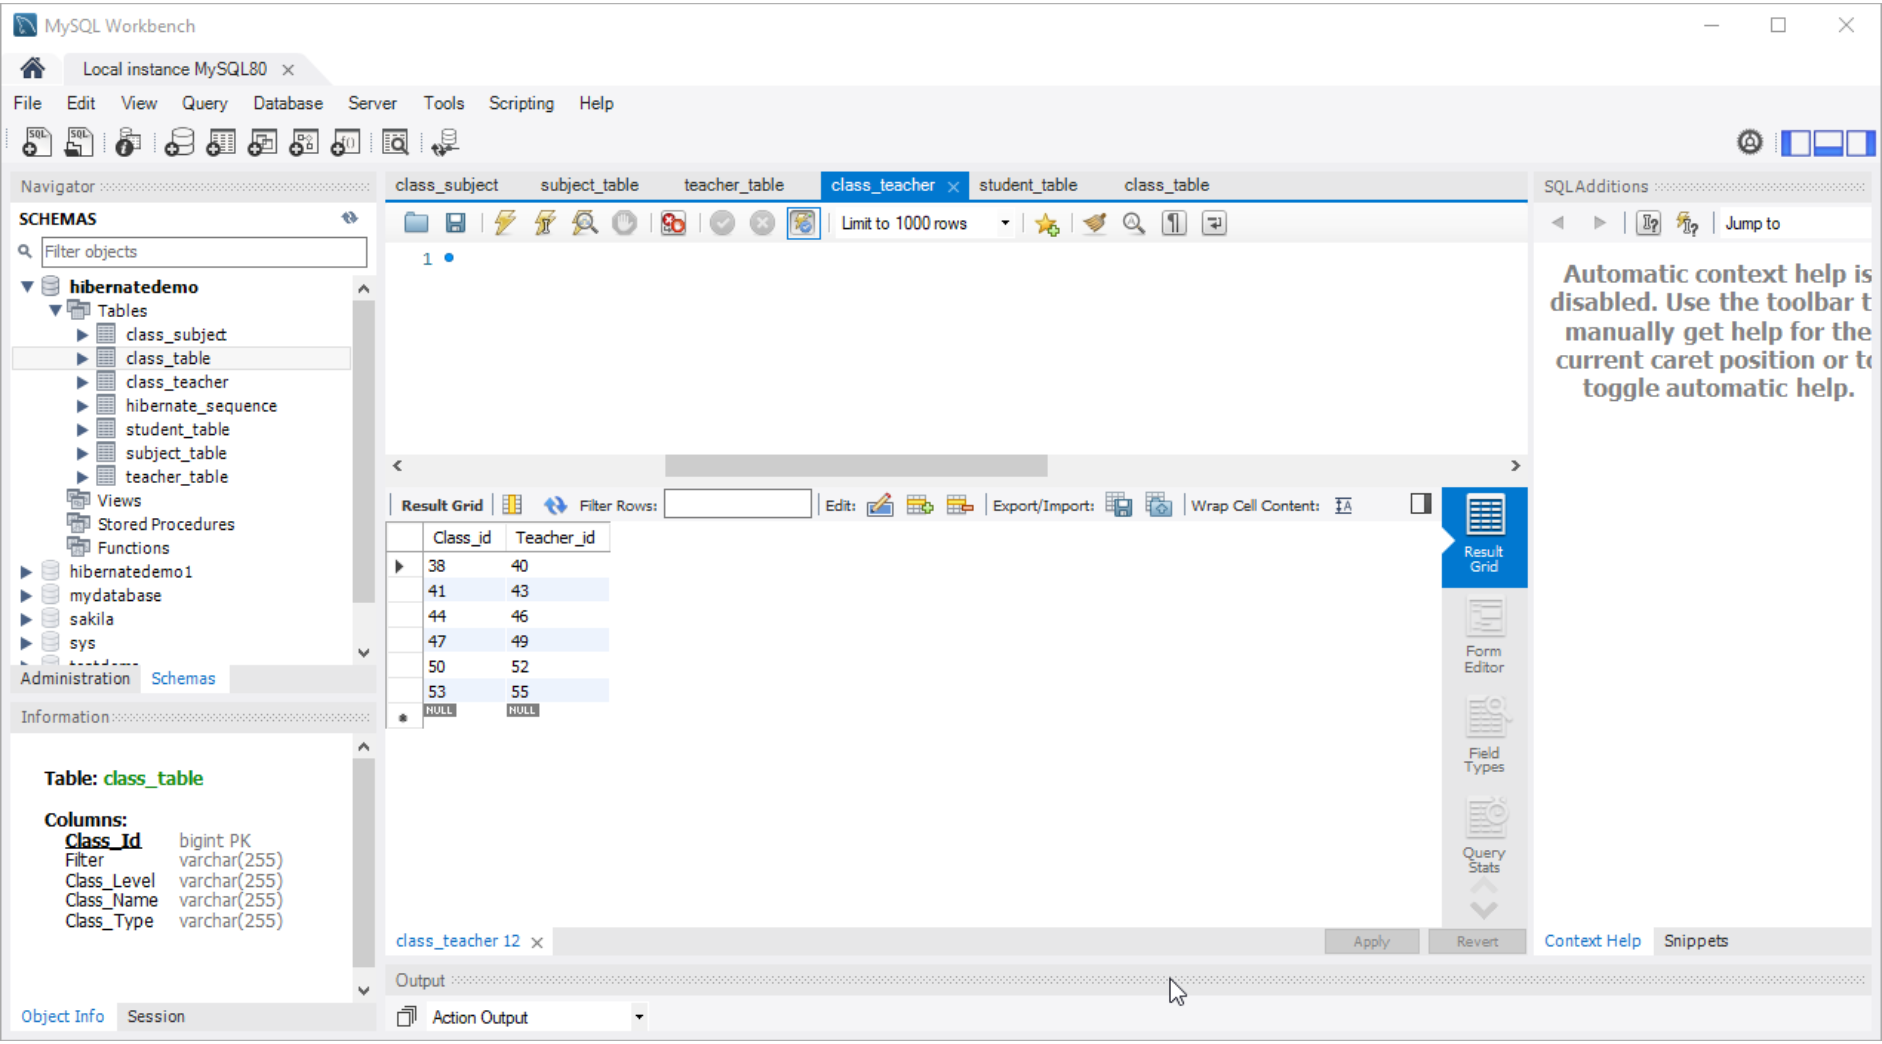 MySQL Workbench
Local instance MySQL80
File Edit View Query Database Server Tools Scripting Help
Navigator
SCHEMAS
Filter objects
hibernatedemo
Tables
class_subject
class_table
class_teacher
hibernate_sequence
student_table
subject_table
teacher_table
Views
Stored Procedures
Functions
hibernatedemo1
mydatabase
sakila
sys
Administration Schemas
Information
Table: class_table
Columns:
Class_Id bigint PK
Filter varchar(255)
Class_Level varchar(255)
Class_Name varchar(255)
Class_Type varchar(255)
Object Info Session
class_subject subject_table teacher_table class_teacher student_table class_table
Limit to 1000 rows
1
Result Grid Filter Rows: Edit: Export/Import: Wrap Cell Content:
Class_id Teacher_id
38 40
41 43
44 46
47 49
50 52
53 55
NULL NULL
Result
Grid
Form
Editor
Field
Types
Query
Stats
class_teacher 12
Apply Revert
Output
Action Output
SQLAdditions
Jump to
Automatic context help is
disabled. Use the toolbar t
manually get help for the
current caret position or to
toggle automatic help.
Context Help Snippets